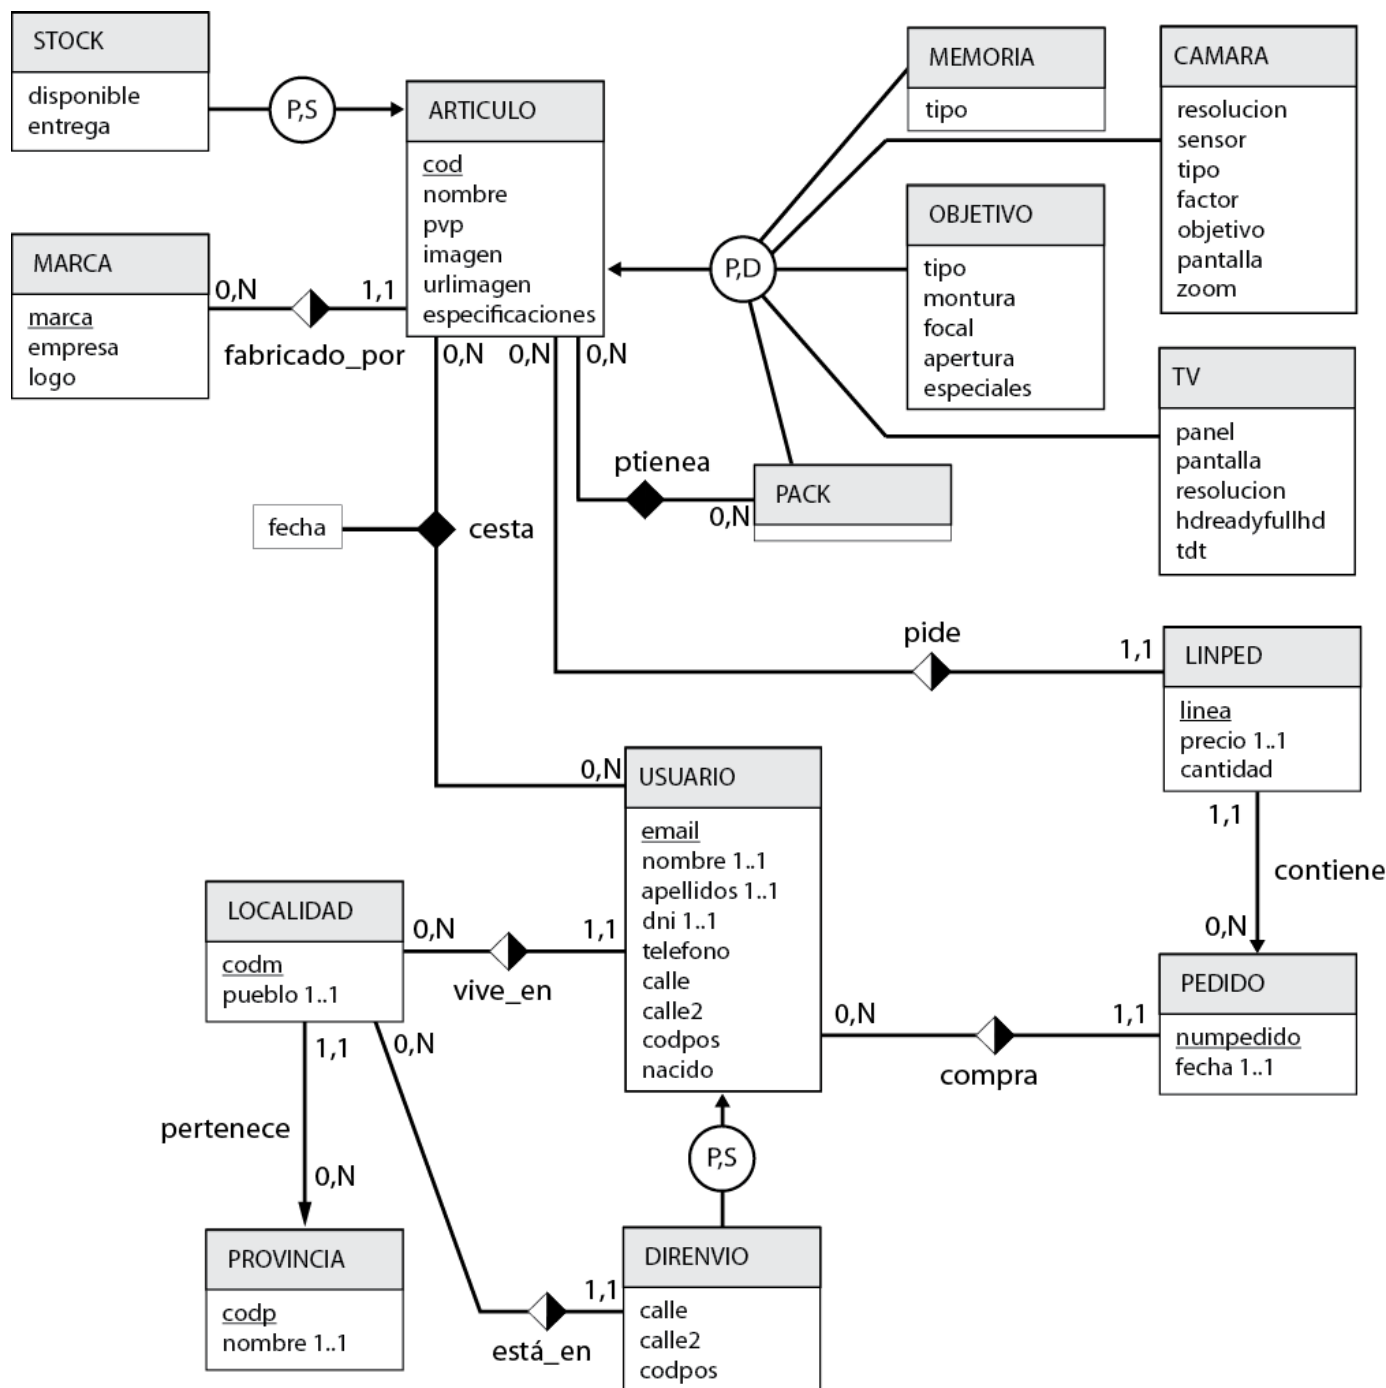 STOCK
disponible
entrega
P,S
ARTICULO
cod
nombre
pvp
imagen
urlimagen
especificaciones
MEMORIA
tipo
CAMARA
resolucion
sensor
tipo
factor
objetivo
pantalla
zoom
OBJETIVO
tipo
montura
focal
apertura
especiales
P,D
MARCA
marca
empresa
logo
0,N
1,1
fabricado_por
0,N
0,N
0,N
TV
panel
pantalla
resolucion
hdreadyfullhd
tdt
ptienea
0,N
PACK
fecha
cesta
pide
1,1
LINPED
linea
precio 1..1
cantidad
0,N
USUARIO
email
nombre 1..1
apellidos 1..1
dni 1..1
telefono
calle
calle2
codpos
nacido
1,1
contiene
0,N
LOCALIDAD
codm
pueblo 1..1
0,N
1,1
vive_en
PEDIDO
numpedido
fecha 1..1
0,N
1,1
compra
1,1
0,N
pertenece
0,N
P,S
PROVINCIA
codp
nombre 1..1
DIRENVIO
calle
calle2
codpos
1,1
está_en